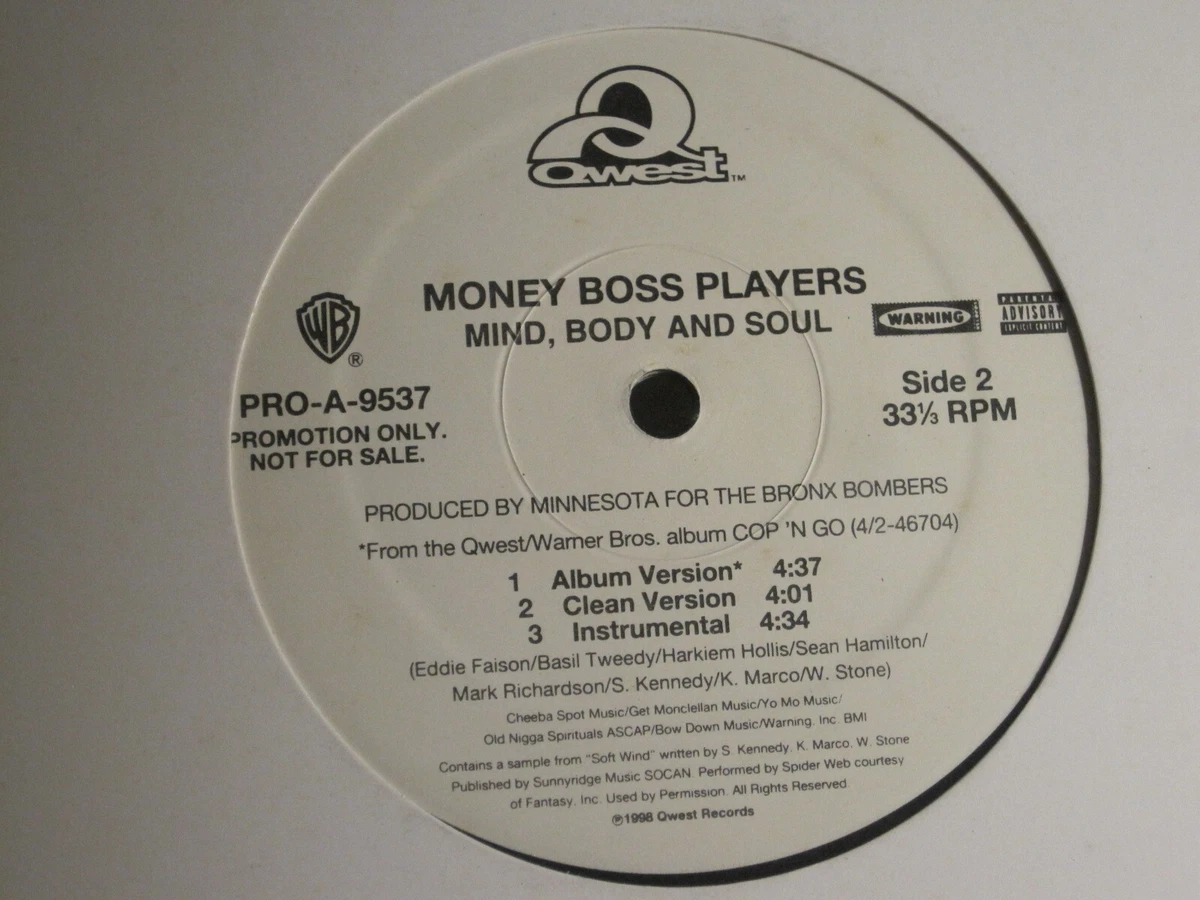 Qwest™
MONEY BOSS PLAYERS
MIND, BODY AND SOUL
WB®
WARNING
PARENTAL
ADVISORY
EXPLICIT CONTENT
PRO-A-9537
PROMOTION ONLY.
NOT FOR SALE.
Side 2
33⅓ RPM
PRODUCED BY MINNESOTA FOR THE BRONX BOMBERS
*From the Qwest/Warner Bros. album COP 'N GO (4/2-46704)
1 Album Version* 4:37
2 Clean Version 4:01
3 Instrumental 4:34
(Eddie Faison/Basil Tweedy/Harkiem Hollis/Sean Hamilton/
Mark Richardson/S. Kennedy/K. Marco/W. Stone)
Cheeba Spot Music/Get Monclellan Music/Yo Mo Music/
Old Nigga Spirituals ASCAP/Bow Down Music/Warning, Inc. BMI
Contains a sample from "Soft Wind" written by S. Kennedy, K. Marco, W. Stone
Published by Sunnyridge Music SOCAN. Performed by Spider Web courtesy
of Fantasy, Inc. Used by Permission. All Rights Reserved.
℗1998 Qwest Records